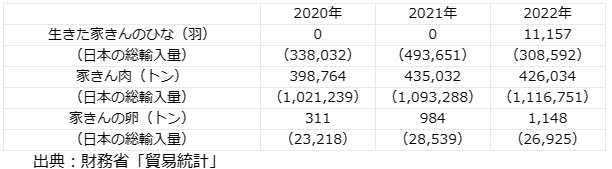 2020年 2021年 2022年
生きた家きんのひな（羽） 0 0 11,157
（日本の総輸入量） （338,032） （493,651） （308,592）
家きん肉（トン） 398,764 435,032 426,034
（日本の総輸入量） （1,021,239） （1,093,288） （1,116,751）
家きんの卵（トン） 311 984 1,148
（日本の総輸入量） （23,218） （28,539） （26,925）
出典：財務省「貿易統計」